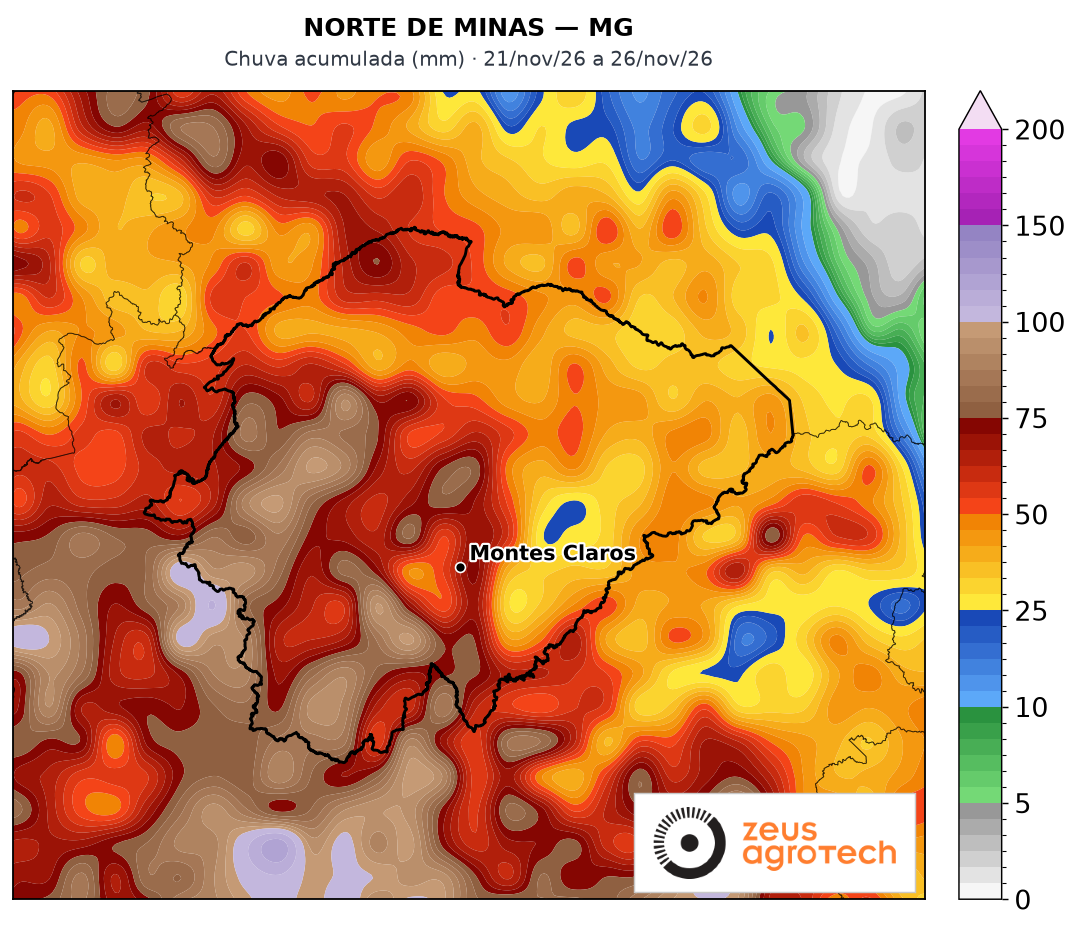 NORTE DE MINAS — MG
Chuva acumulada (mm) · 21/nov/26 a 26/nov/26
200
150
100
75
50
25
10
5
0
Montes Claros
zeus
agrotech